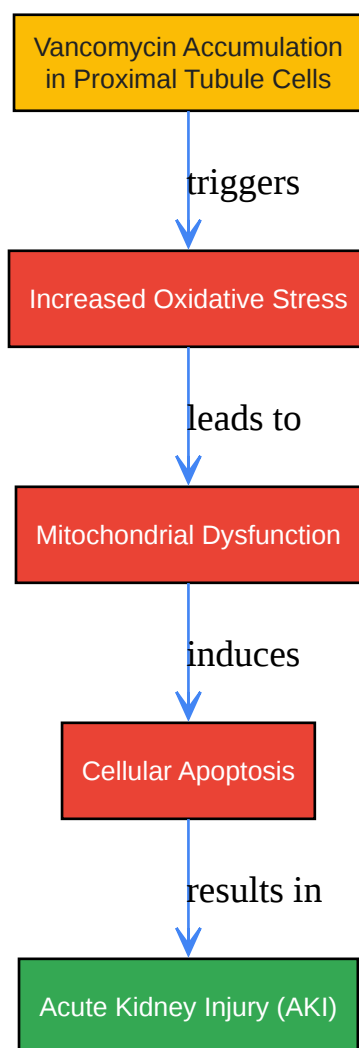 Vancomycin Accumulation
in Proximal Tubule Cells
triggers
Increased Oxidative Stress
leads to
Mitochondrial Dysfunction
induces
Cellular Apoptosis
results in
Acute Kidney Injury (AKI)